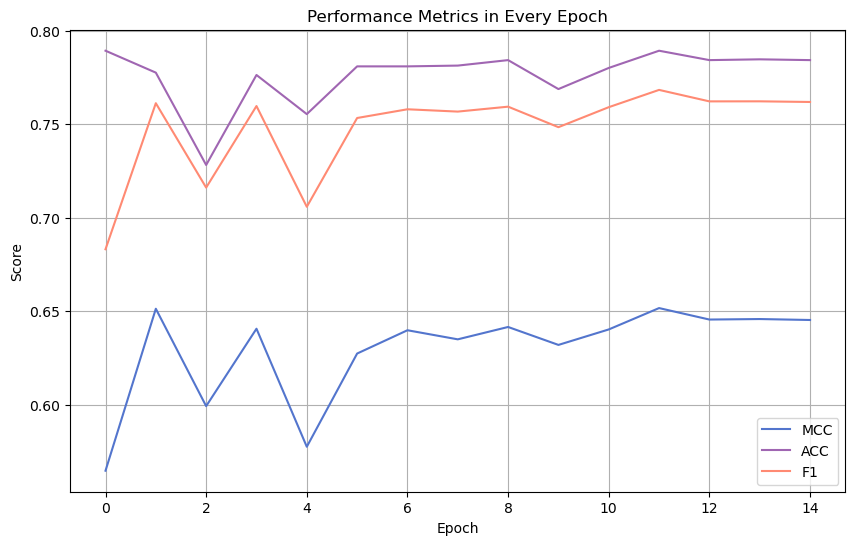 Performance Metrics in Every Epoch
Score
0.80
0.75
0.70
0.65
0.60
0 2 4 6 8 10 12 14
Epoch
MCC
ACC
F1